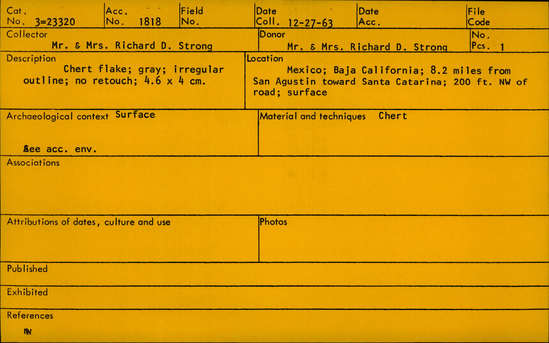 Cat. No. 3=23320 Acc. No. 1818 Field No. Date Coll. 12-27-63 Date Acc. File Code
Collector Donor No. Pcs. 1
Mr. & Mrs. Richard D. Strong Mr. & Mrs. Richard D. Strong
Description
Chert flake; gray; irregular
outline; no retouch; 4.6 x 4 cm.
Location
Mexico; Baja California; 8.2 miles from
San Agustin toward Santa Catarina; 200 ft. NW of
road; surface
Archaeological context Surface
See acc. env.
Material and techniques Chert
Associations
Attributions of dates, culture and use
Photos
Published
Exhibited
References